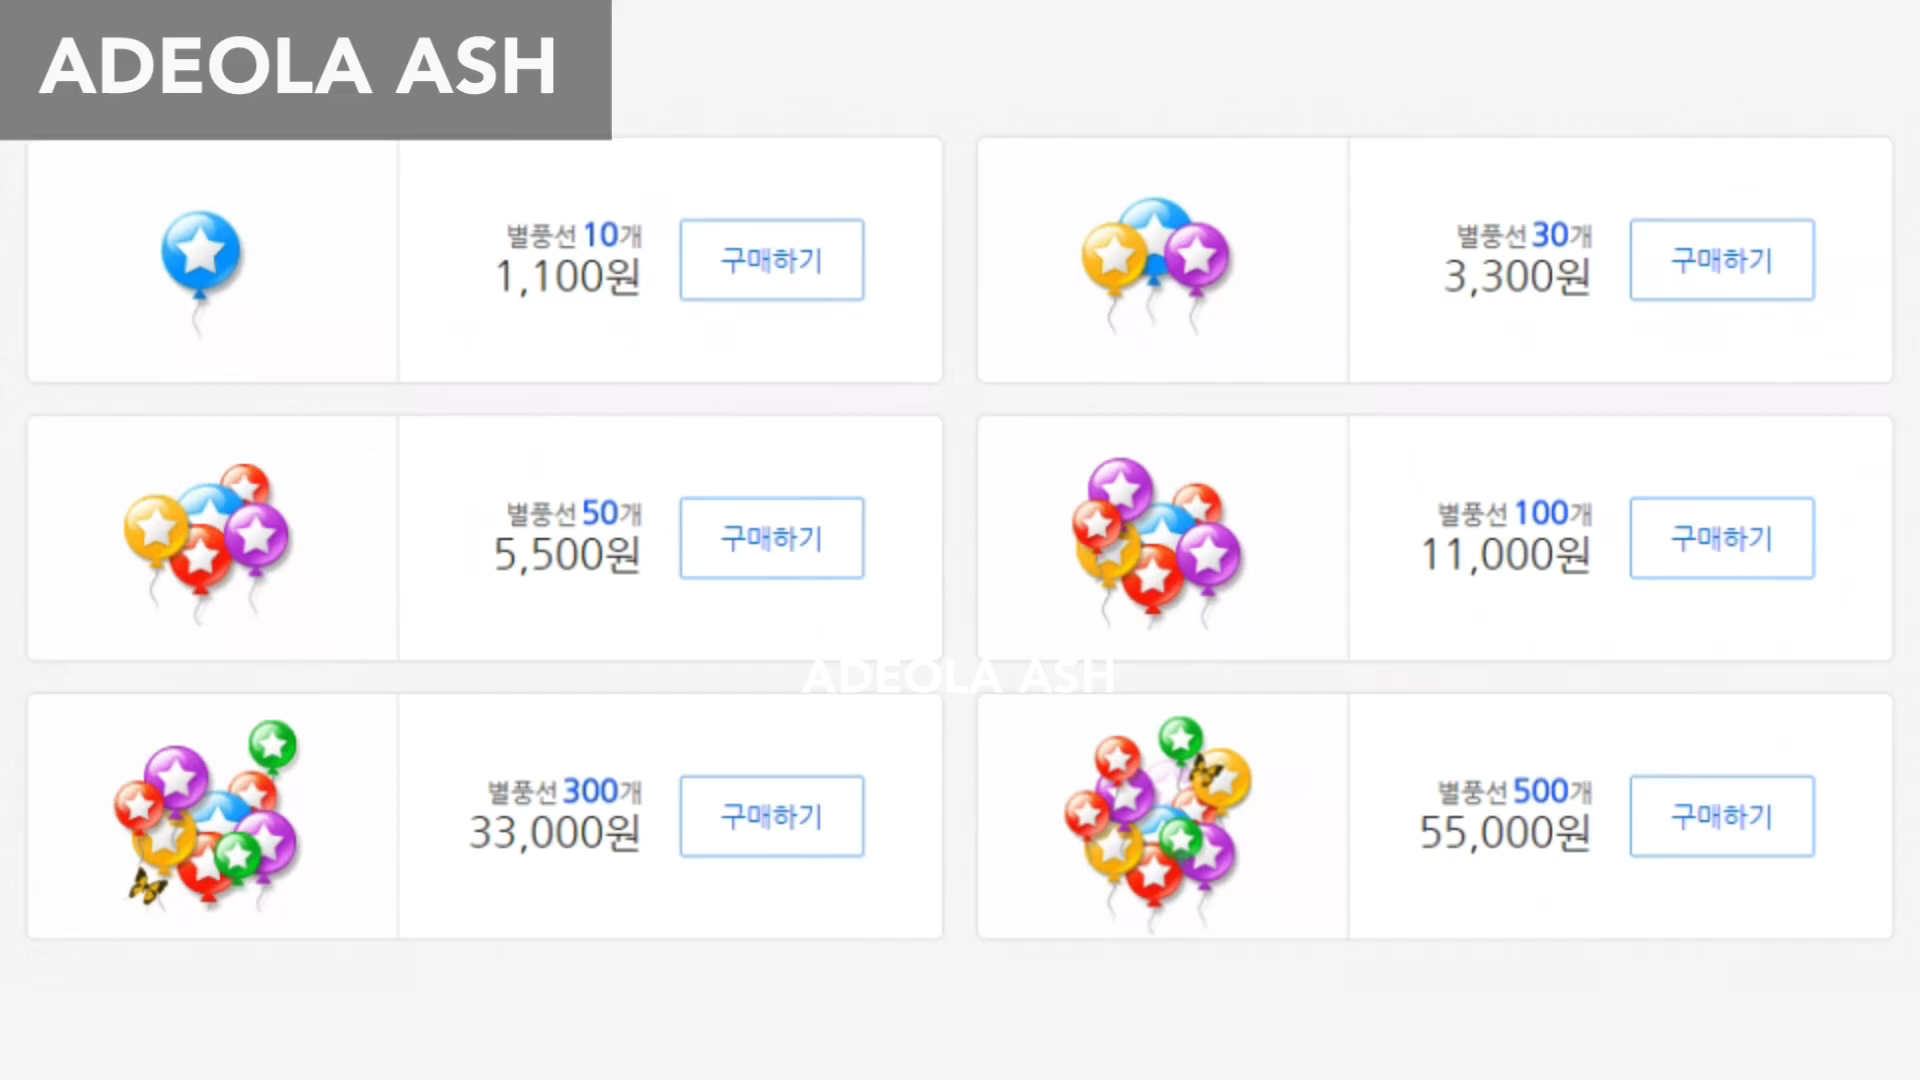 ADEOLA ASH
별풍선 10개
1,100원
구매하기
별풍선 30개
3,300원
구매하기
별풍선 50개
5,500원
구매하기
별풍선 100개
11,000원
구매하기
ADEOLA ASH
별풍선 300개
33,000원
구매하기
별풍선 500개
55,000원
구매하기